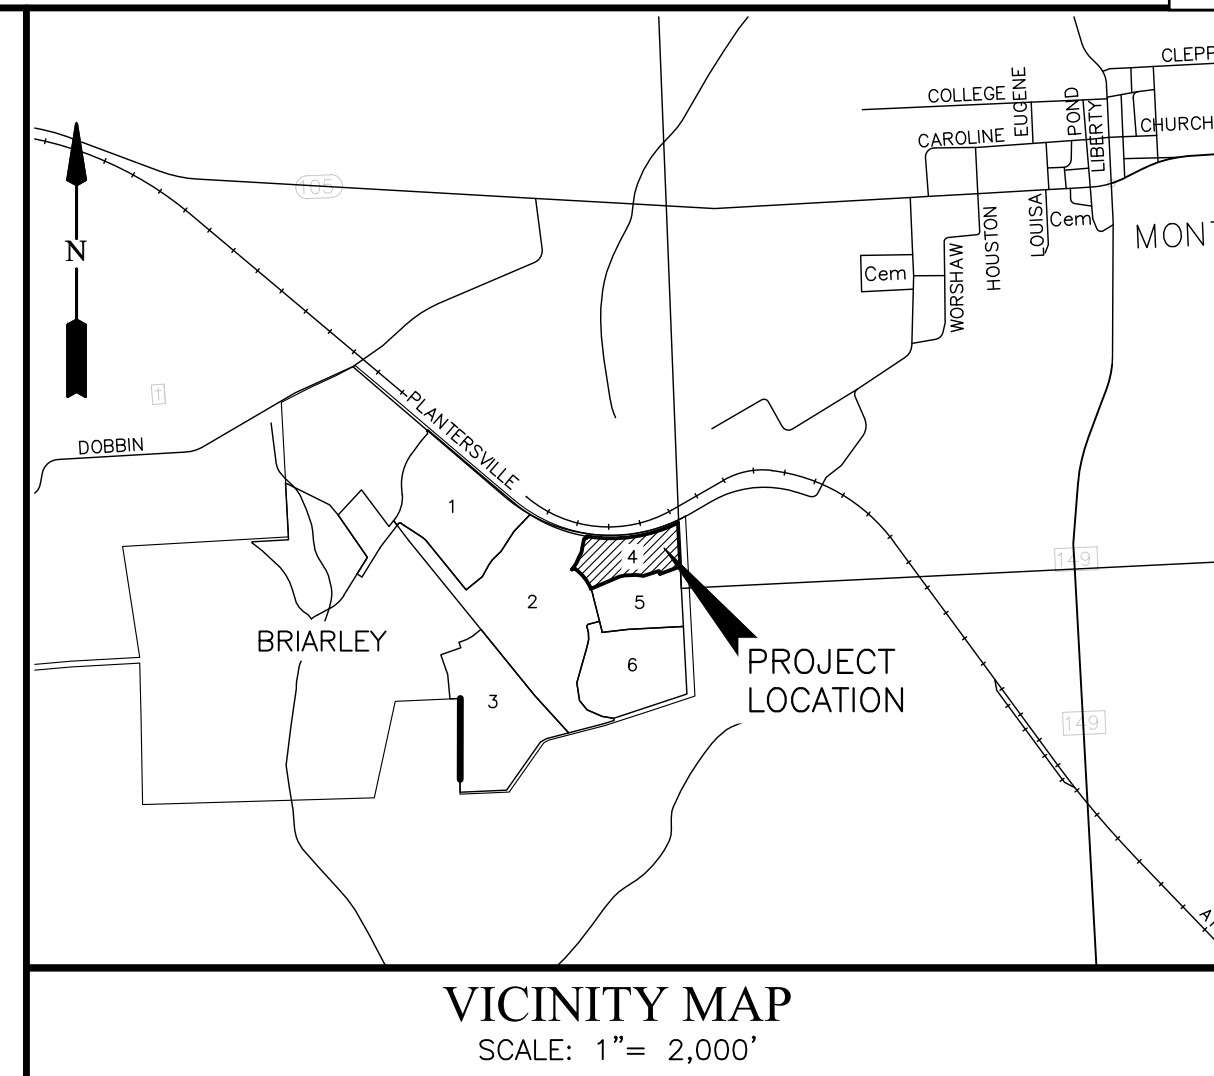 CLEPP
COLLEGE
EUGENE
POND
LIBERTY
CHURCH
CAROLINE
105
LOUISA
Cem
HOUSTON
MONT
WORSHAW
Cem
N
DOBBIN
PLANTERSVILLE
1
4
149
2
5
BRIARLEY
6
PROJECT
LOCATION
3
149
VICINITY MAP
SCALE: 1"= 2,000'